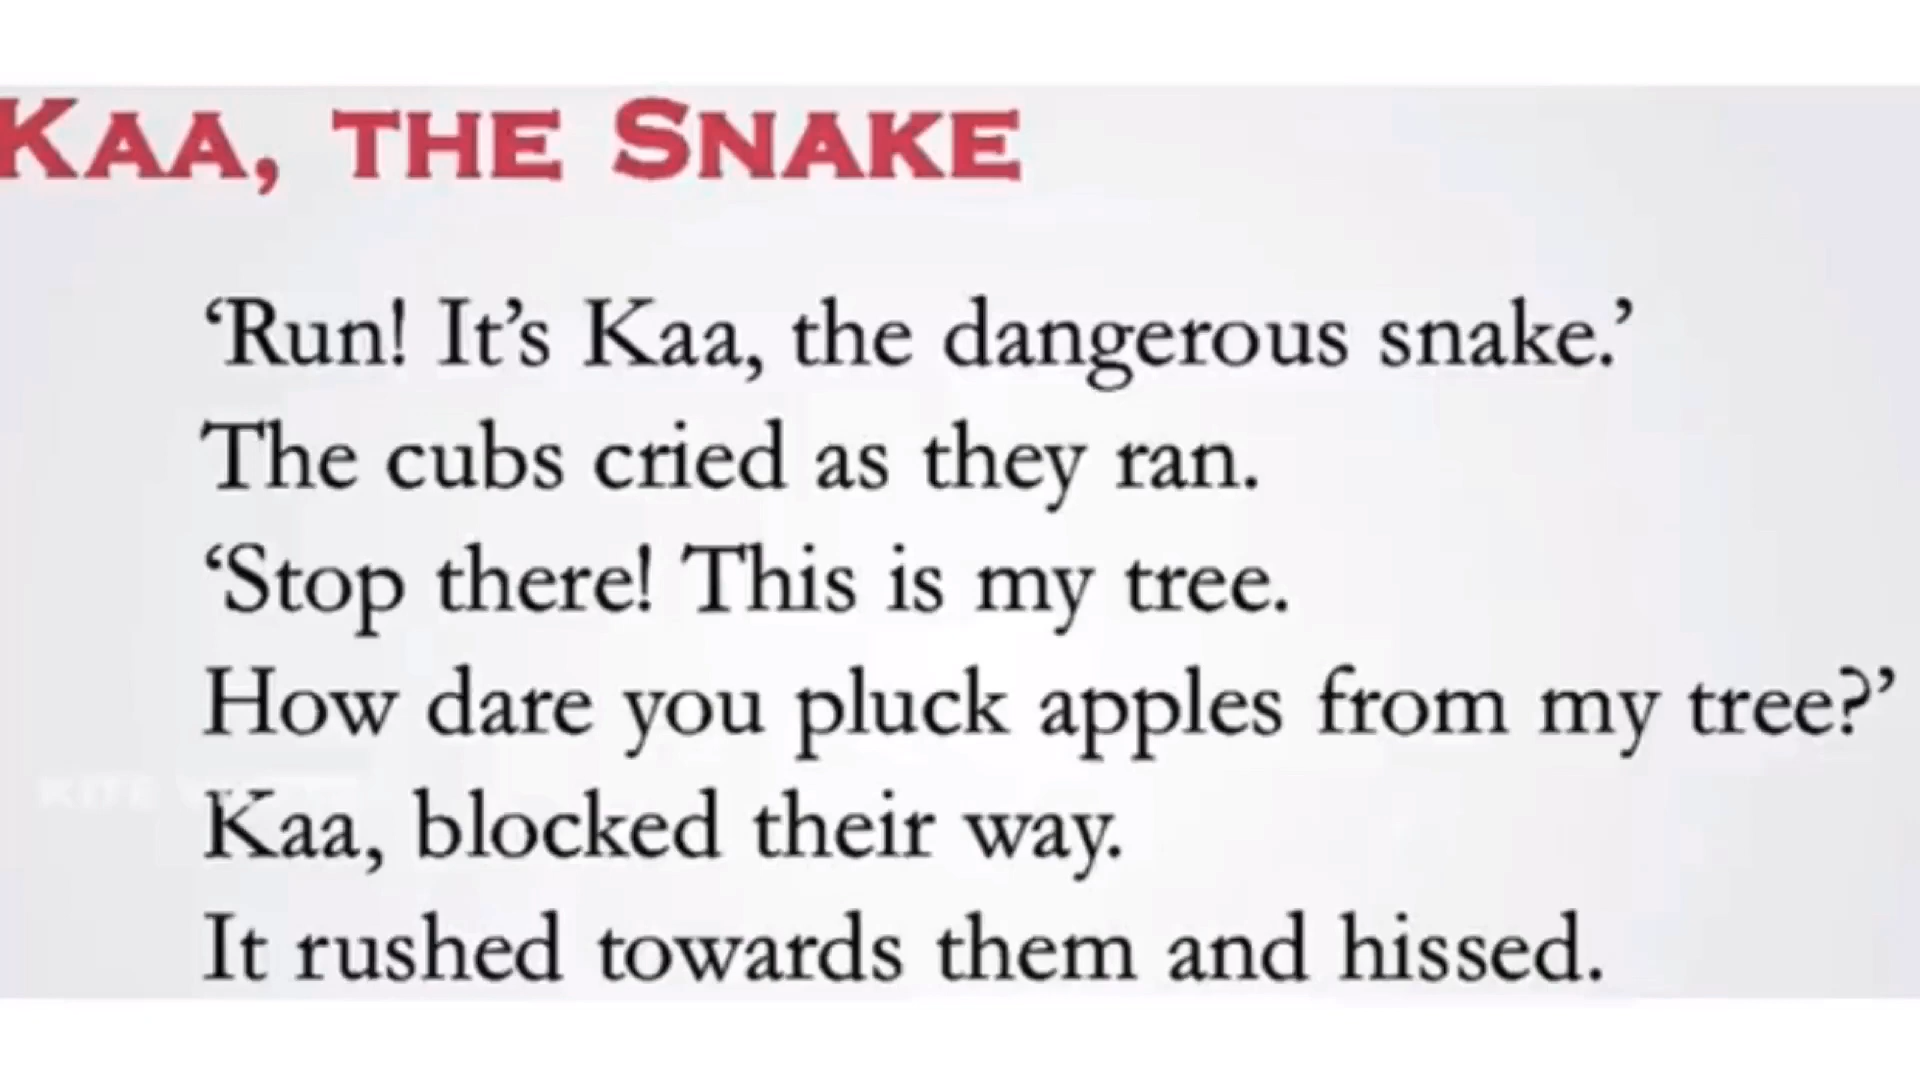 KAA, THE SNAKE
‘Run! It’s Kaa, the dangerous snake.’
The cubs cried as they ran.
‘Stop there! This is my tree.
How dare you pluck apples from my tree?’
Kaa, blocked their way.
It rushed towards them and hissed.